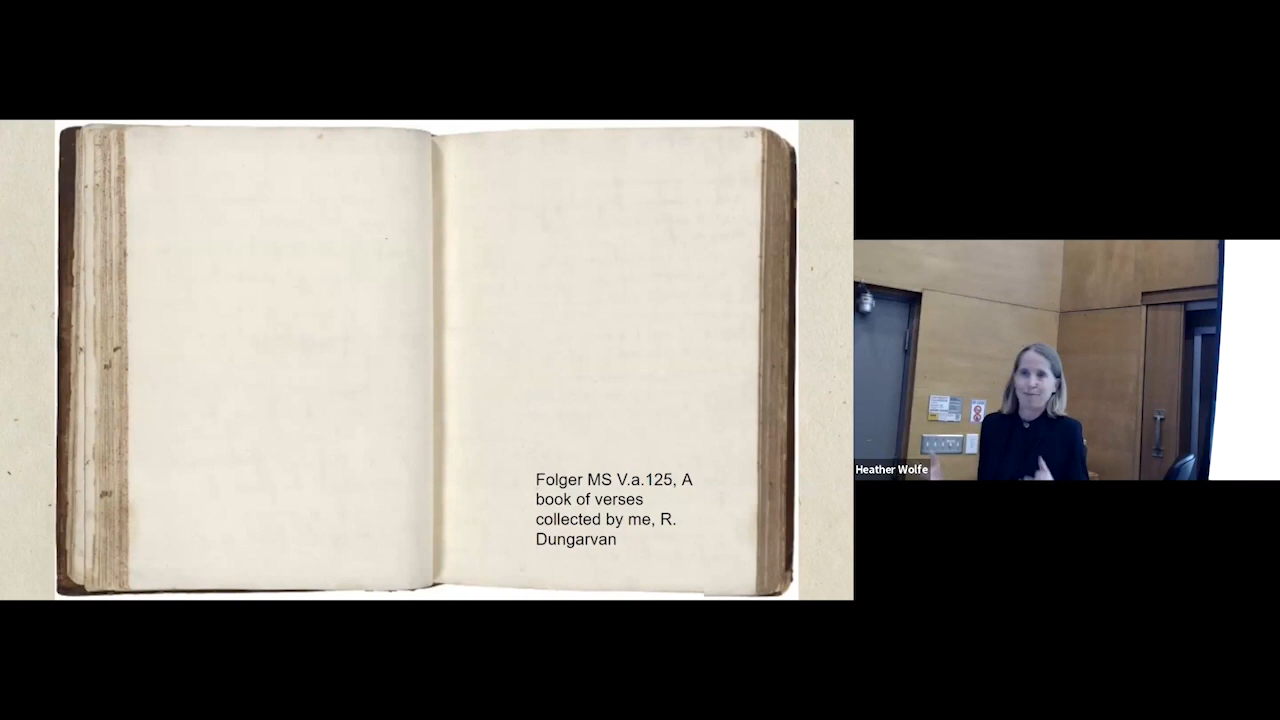 Folger MS V.a.125, A
book of verses
collected by me, R.
Dungarvan
Heather Wolfe